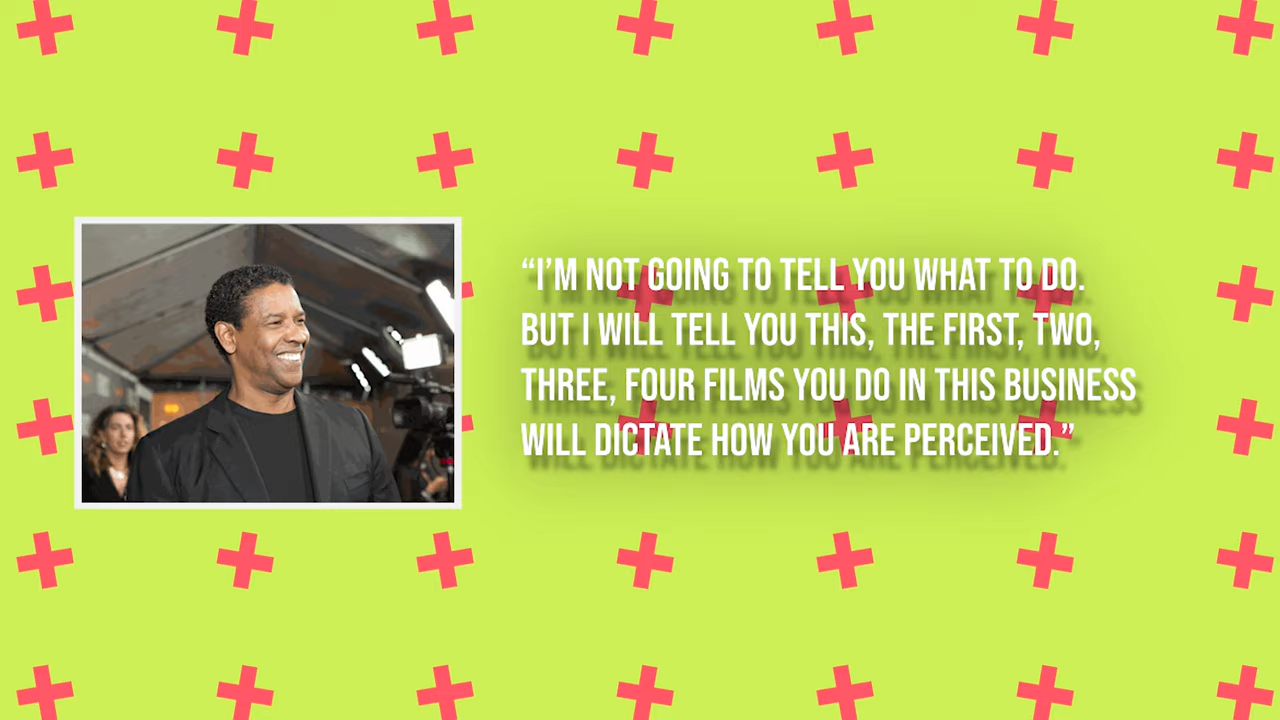 “I’M NOT GOING TO TELL YOU WHAT TO DO.
BUT I WILL TELL YOU THIS, THE FIRST, TWO,
THREE, FOUR FILMS YOU DO IN THIS BUSINESS
WILL DICTATE HOW YOU ARE PERCEIVED.”